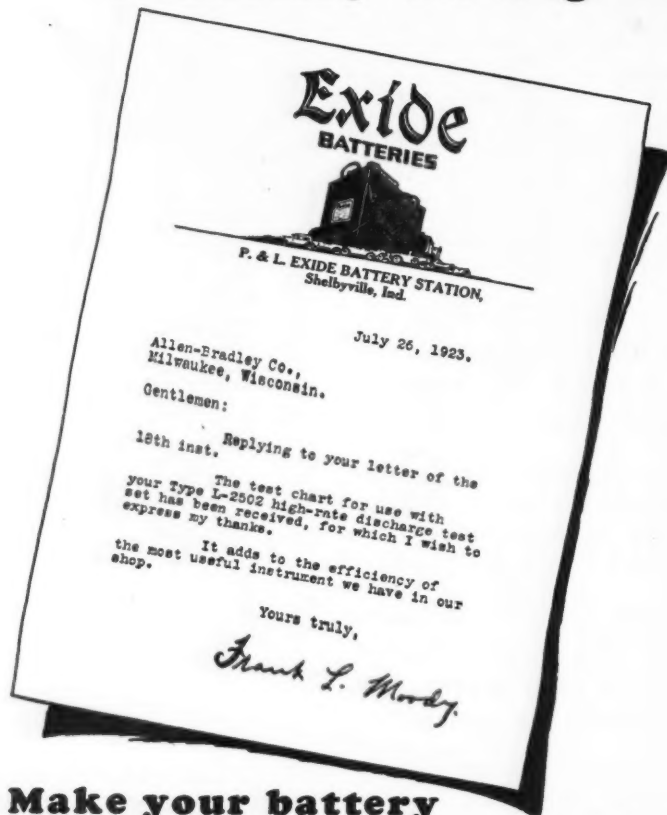 Exide
BATTERIES
P. & L. EXIDE BATTERY STATION,
Shelbyville, Ind.
July 26, 1923.
Allen-Bradley Co.,
Milwaukee, Wisconsin.
Gentlemen:
Replying to your letter of the
18th inst.
The test chart for use with
your Type L-2502 high-rate discharge test
set has been received, for which I wish to
express my thanks.
It adds to the efficiency of
the most useful instrument we have in our
shop.
Yours truly,
Frank L. Moody.
Make your battery